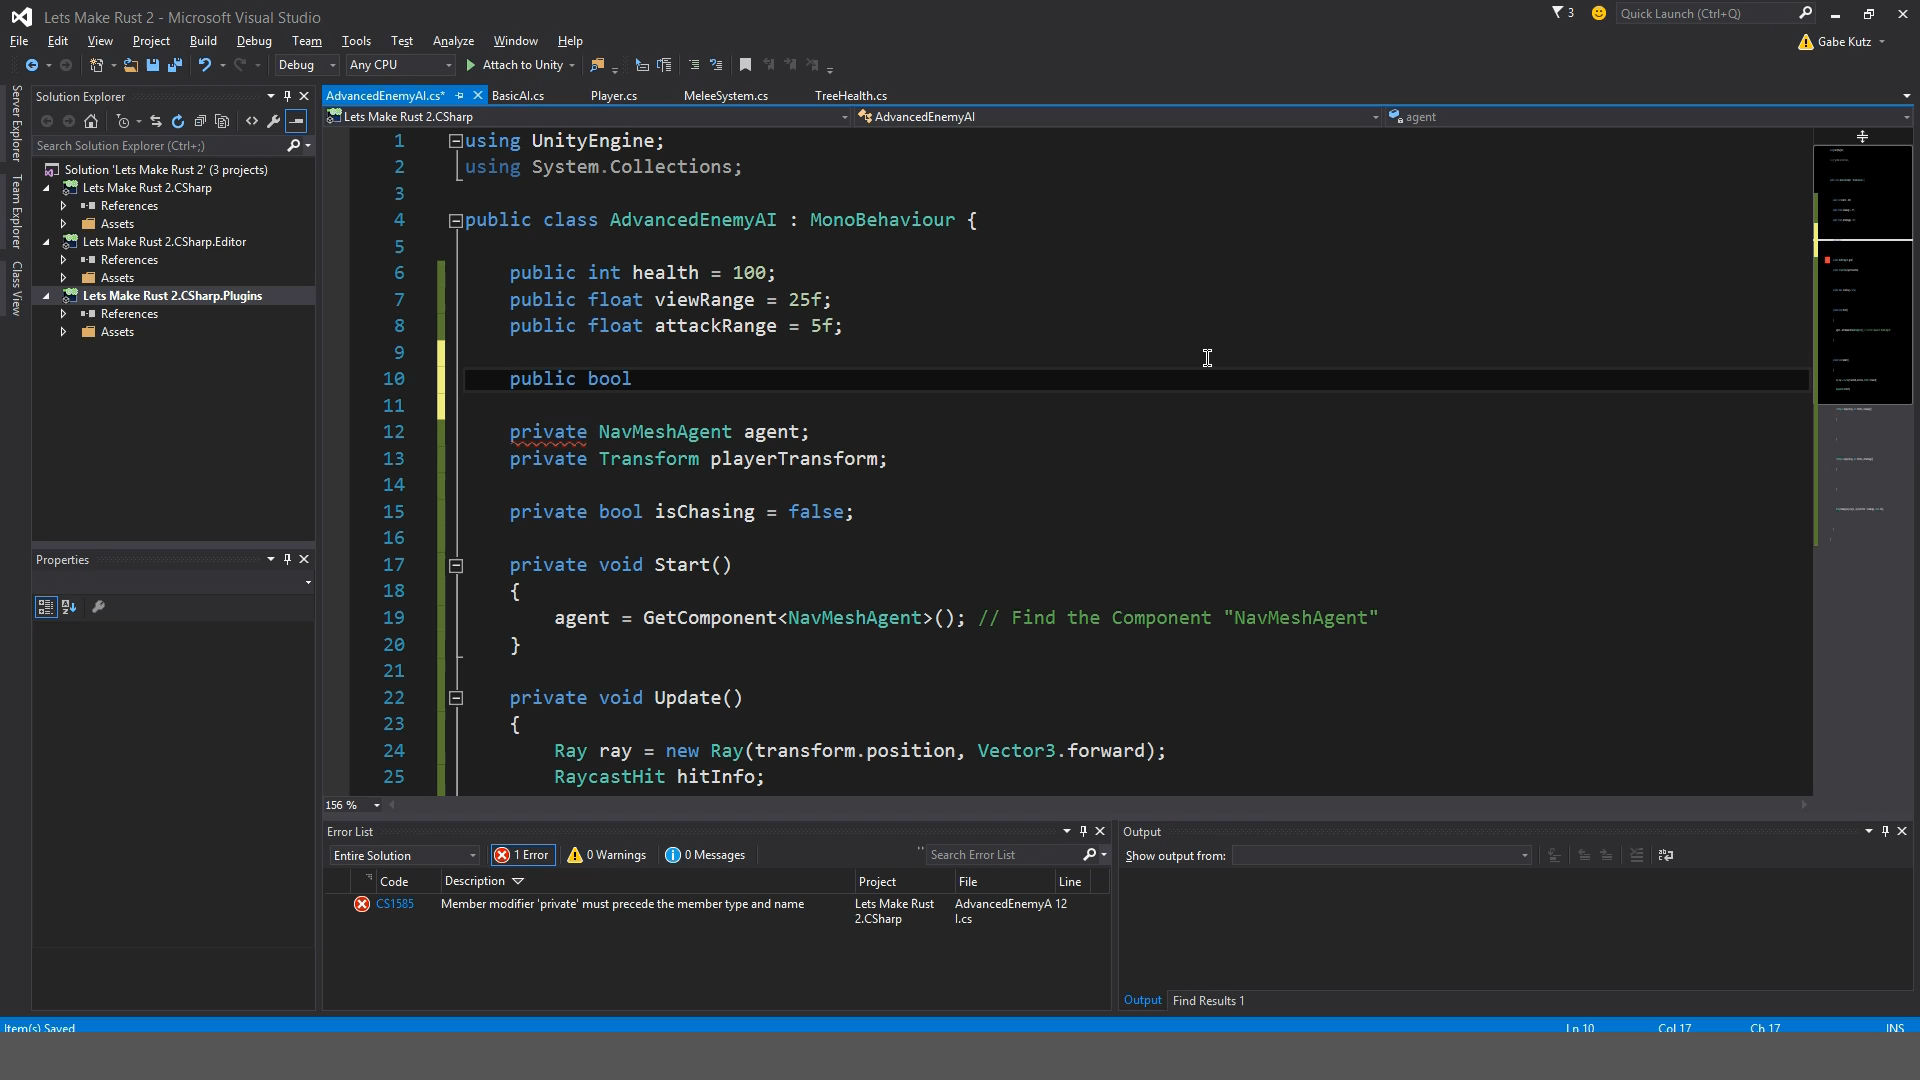 Lets Make Rust 2 - Microsoft Visual Studio
3
Quick Launch (Ctrl+Q)
File Edit View Project Build Debug Team Tools Test Analyze Window Help
Gabe Kutz
Debug Any CPU Attach to Unity
Server Explorer
Team Explorer
Class View
Solution Explorer
Search Solution Explorer (Ctrl+;)
Solution 'Lets Make Rust 2' (3 projects)
Lets Make Rust 2.CSharp
References
Assets
Lets Make Rust 2.CSharp.Editor
References
Assets
Lets Make Rust 2.CSharp.Plugins
References
Assets
Properties
AdvancedEnemyAI.cs* BasicAI.cs Player.cs MeleeSystem.cs TreeHealth.cs
Lets Make Rust 2.CSharp AdvancedEnemyAI agent
1 using UnityEngine;
2 using System.Collections;
3
4 public class AdvancedEnemyAI : MonoBehaviour {
5
6 public int health = 100;
7 public float viewRange = 25f;
8 public float attackRange = 5f;
9
10 public bool
11
12 private NavMeshAgent agent;
13 private Transform playerTransform;
14
15 private bool isChasing = false;
16
17 private void Start()
18 {
19 agent = GetComponent<NavMeshAgent>(); // Find the Component "NavMeshAgent"
20 }
21
22 private void Update()
23 {
24 Ray ray = new Ray(transform.position, Vector3.forward);
25 RaycastHit hitInfo;
156 %
Error List
Entire Solution 1 Error 0 Warnings 0 Messages Search Error List
Code Description Project File Line
CS1585 Member modifier 'private' must precede the member type and name Lets Make Rust AdvancedEnemyA 12
2.CSharp I.cs
Output
Show output from:
Output Find Results 1
Item(s) Saved Ln 10 Col 17 Ch 17 INS